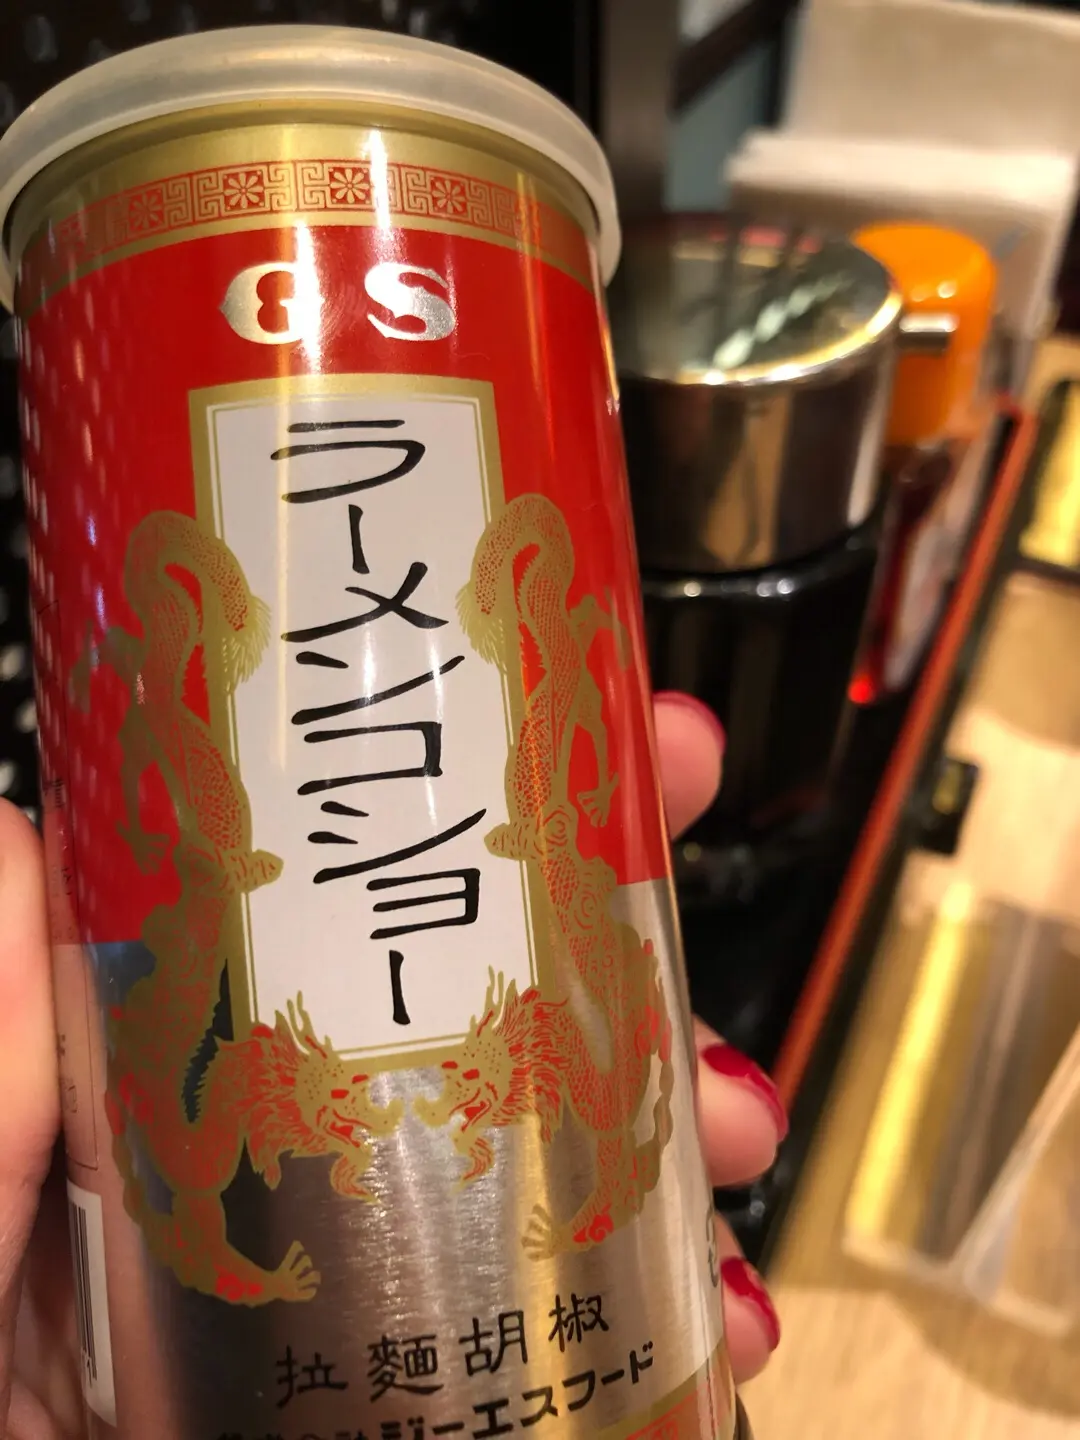 GS
ラーメンコショー
拉麺胡椒
ジーエスフード